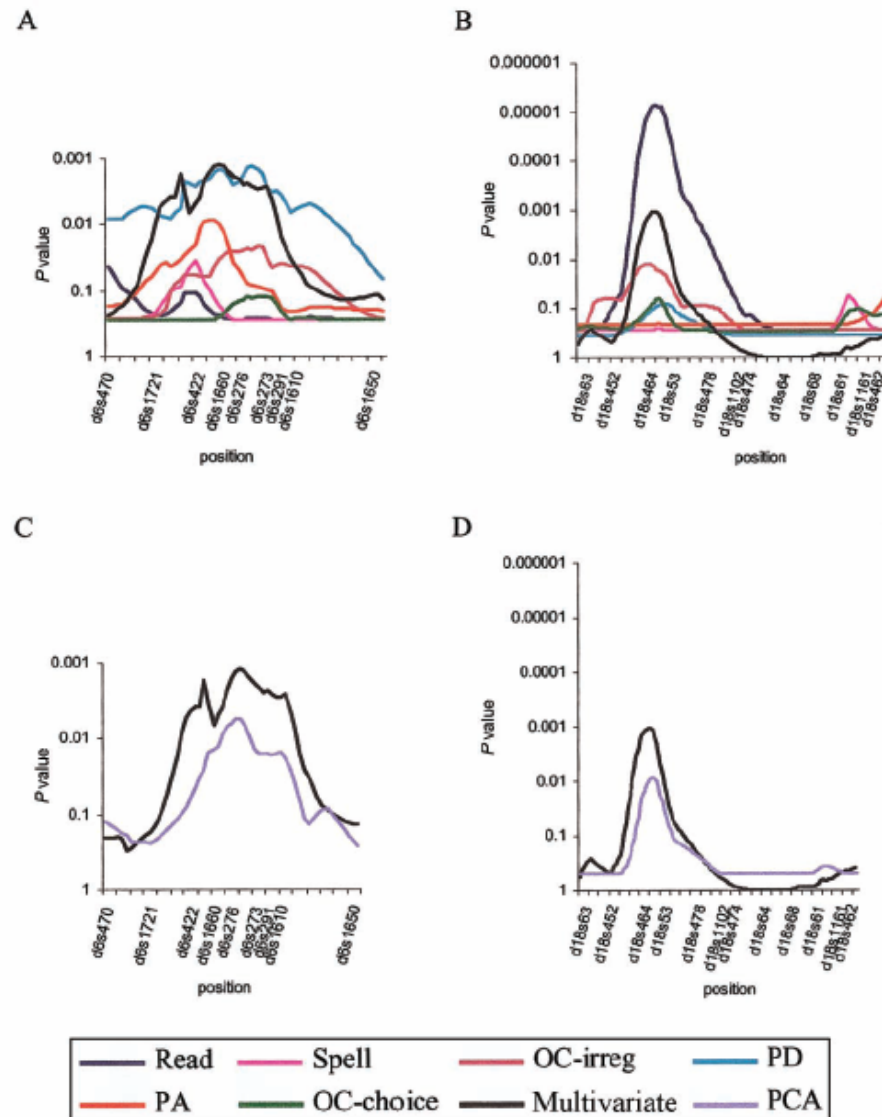 A
0.001
0.01
0.1
1
P value
d6s470
d6s1721
d6s422
d6s1660
d6s276
d6s273
d6s291
d6s1610
d6s1650
position
B
0.000001
0.00001
0.0001
0.001
0.01
0.1
1
P value
d18s63
d18s452
d18s464
d18s53
d18s478
d18s1102
d18s474
d18s64
d18s68
d18s61
d18s1161
d18s462
position
C
0.001
0.01
0.1
1
P value
d6s470
d6s1721
d6s422
d6s1660
d6s276
d6s273
d6s291
d6s1610
d6s1650
position
D
0.000001
0.00001
0.0001
0.001
0.01
0.1
1
P value
d18s63
d18s452
d18s464
d18s53
d18s478
d18s1102
d18s474
d18s64
d18s68
d18s61
d18s1161
d18s462
position
Read Spell OC-irreg PD
PA OC-choice Multivariate PCA